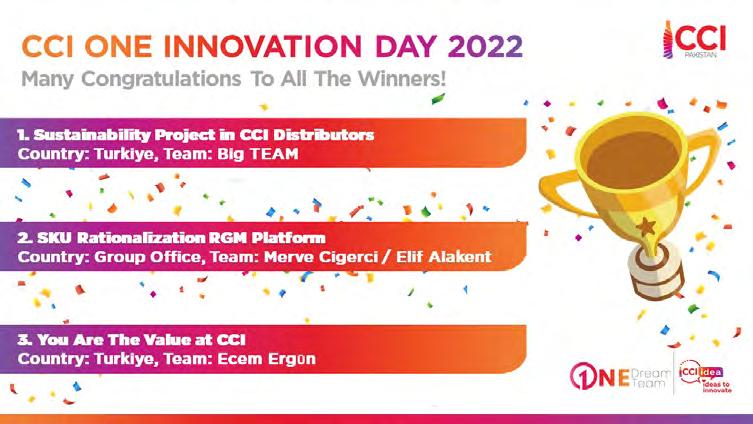 CCI ONE INNOVATION DAY 2022
Many Congratulations To All The Winners!
CCI
PAKISTAN
1. Sustainability Project in CCI Distributors
Country: Turkiye, Team: Big TEAM
2. SKU Rationalization RGM Platform
Country: Group Office, Team: Merve Cigerci / Elif Alakent
3. You Are The Value at CCI
Country: Turkiye, Team: Ecem Ergun
1NE Dream
Team
CCI idea
ideas to
innovate